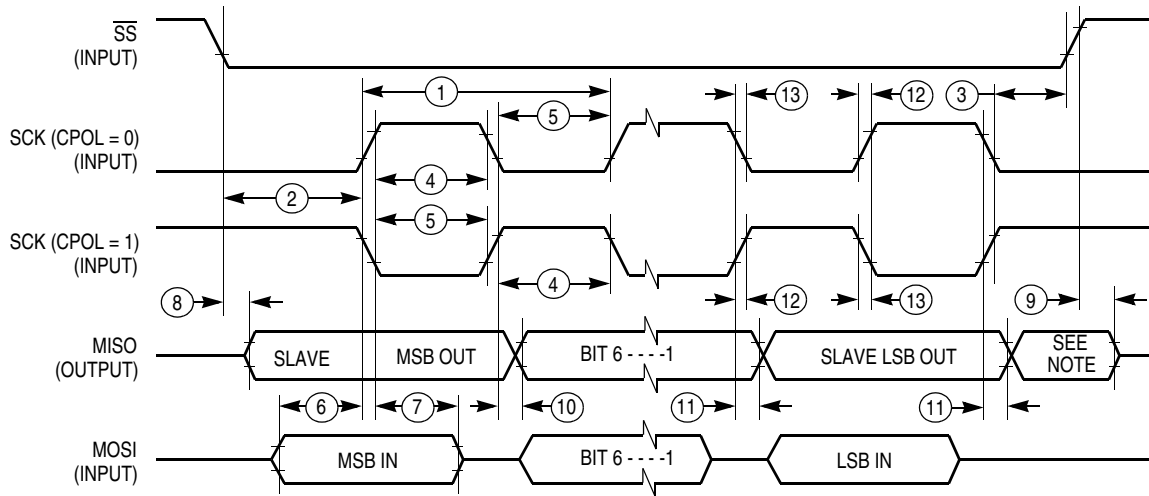 SS
(INPUT)
1 13 12 3
5
SCK (CPOL = 0)
(INPUT)
4
2
5
SCK (CPOL = 1)
(INPUT)
4
12 13
8 9
MISO
(OUTPUT)
SLAVE MSB OUT BIT 6 - - - -1 SLAVE LSB OUT SEE
NOTE
6 7 10 11 11
MOSI
(INPUT)
MSB IN BIT 6 - - - -1 LSB IN